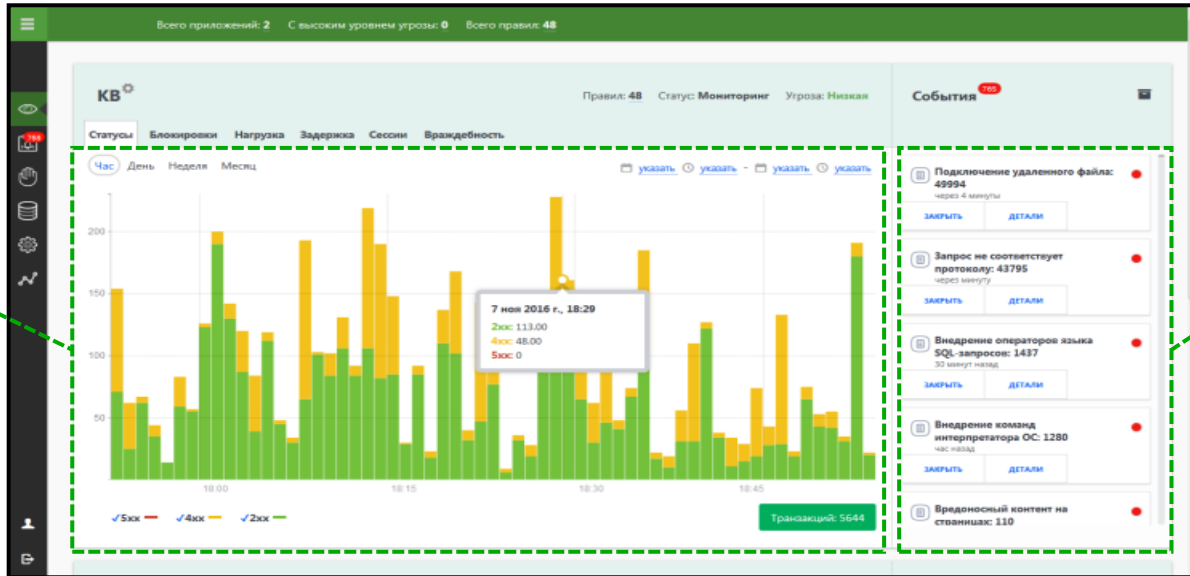 Всего приложений: 2 С высоким уровнем угрозы: 0 Всего правил: 48
КВ
Правил: 48 Статус: Мониторинг Угроза: Низкая
События 765
Статусы Блокировки Нагрузка Задержка Сессии Враждебность
Час День Неделя Месяц
указать указать - указать указать
200
150
100
50
7 ноя 2016 г., 18:29
2xx: 113.00
4xx: 48.00
5xx: 0
18:00 18:15 18:30 18:45
5xx 4xx 2xx
Транзакций: 5644
Подключение удаленного файла:
49994
через 4 минуты
ЗАКРЫТЬ ДЕТАЛИ
Запрос не соответствует
протоколу: 43795
через минуту
ЗАКРЫТЬ ДЕТАЛИ
Внедрение операторов языка
SQL-запросов: 1437
30 минут назад
ЗАКРЫТЬ ДЕТАЛИ
Внедрение команд
интерпретатора ОС: 1280
час назад
ЗАКРЫТЬ ДЕТАЛИ
Вредоносный контент на
страницах: 110